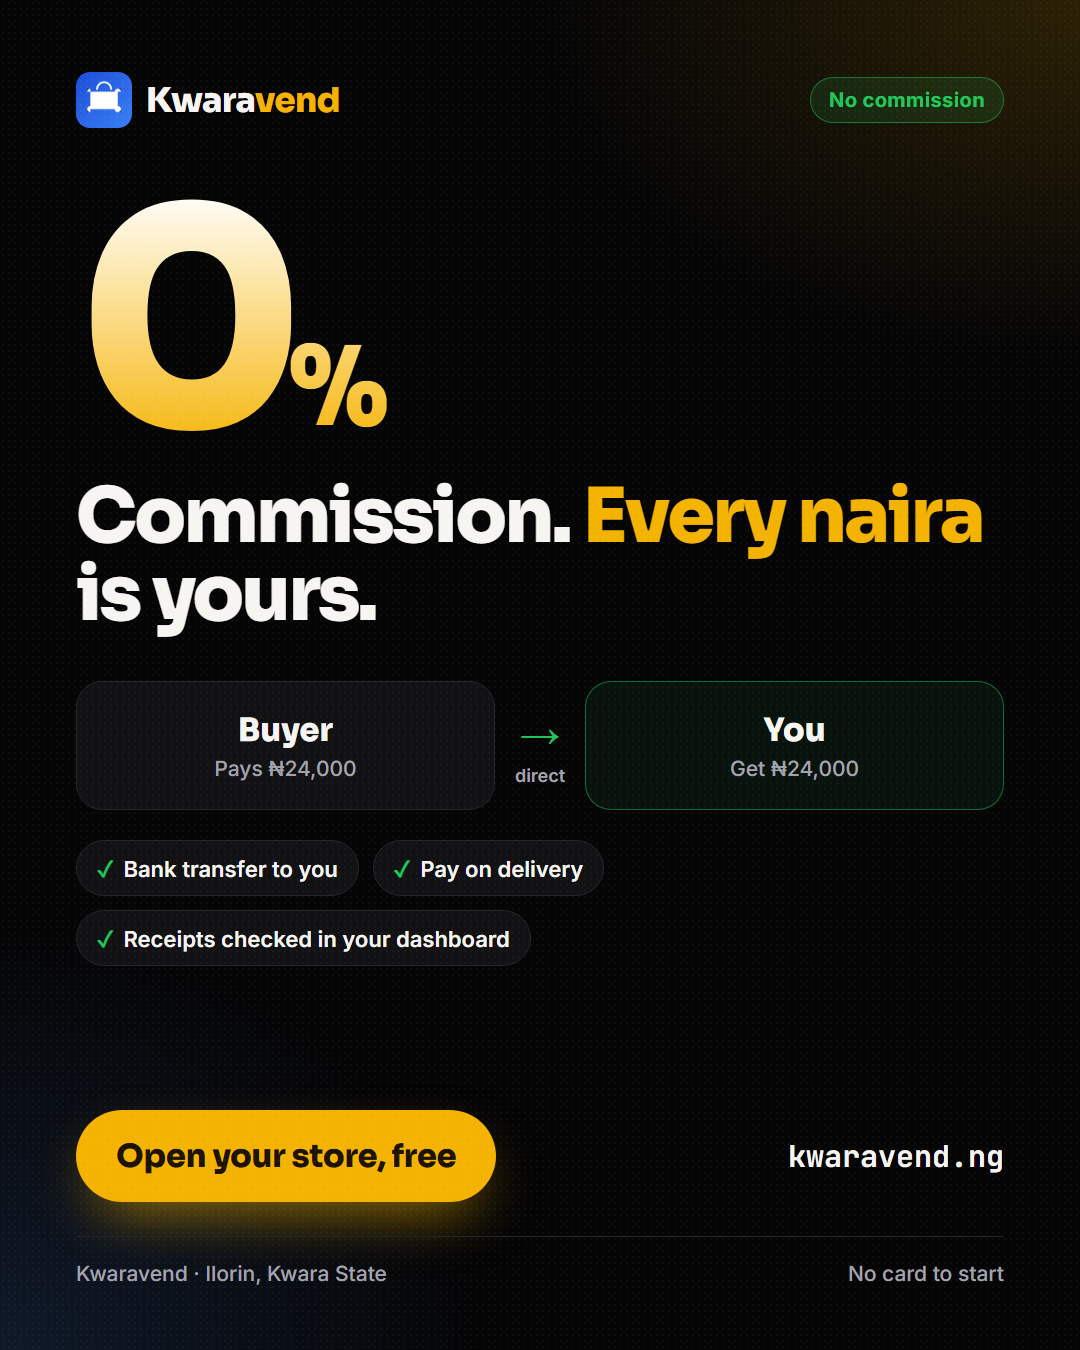 Kwaravend
No commission
0%
Commission. Every naira
is yours.
Buyer
Pays ₦24,000
→
direct
You
Get ₦24,000
✓ Bank transfer to you
✓ Pay on delivery
✓ Receipts checked in your dashboard
Open your store, free
kwaravend.ng
Kwaravend · Ilorin, Kwara State
No card to start